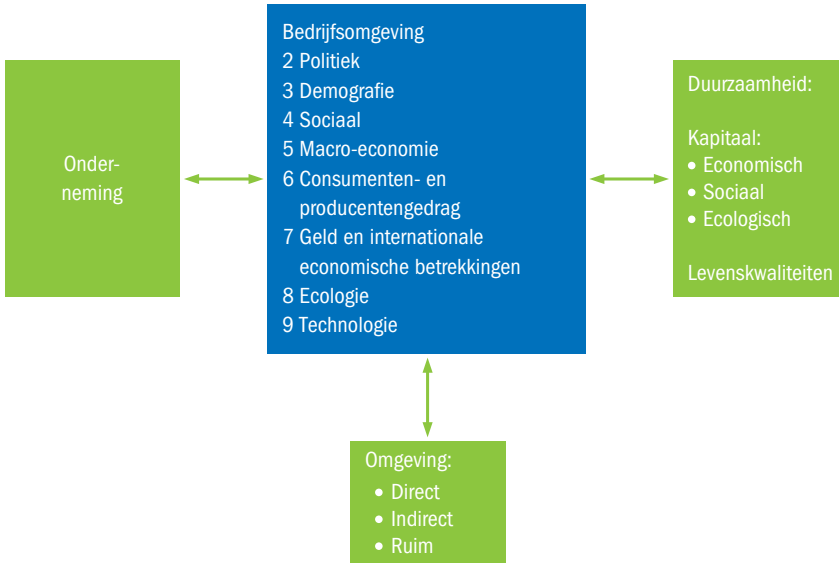 Onder-
neming
Bedrijfsomgeving
2 Politiek
3 Demografie
4 Sociaal
5 Macro-economie
6 Consumenten- en
producentengedrag
7 Geld en internationale
economische betrekkingen
8 Ecologie
9 Technologie
Duurzaamheid:
Kapitaal:
• Economisch
• Sociaal
• Ecologisch
Levenskwaliteiten
Omgeving:
• Direct
• Indirect
• Ruim